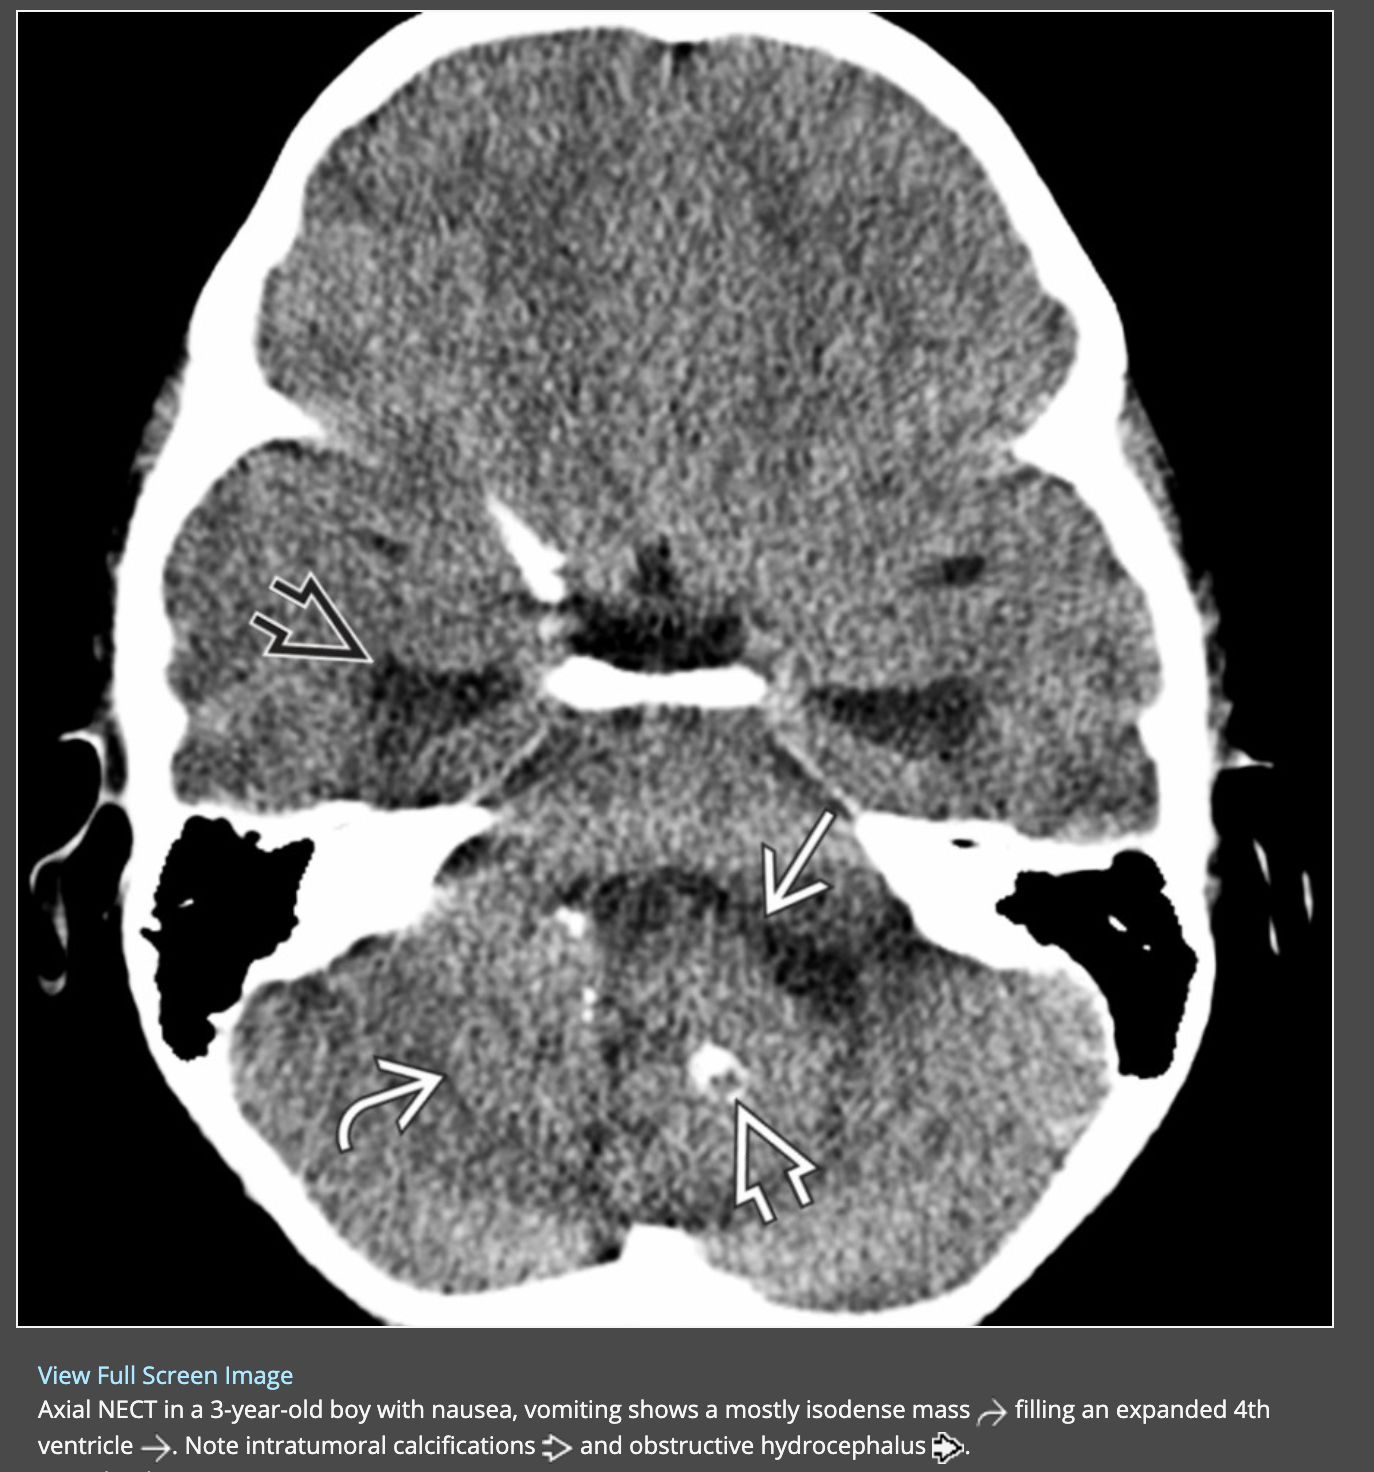 View Full Screen Image
Axial NECT in a 3-year-old boy with nausea, vomiting shows a mostly isodense mass filling an expanded 4th
ventricle . Note intratumoral calcifications and obstructive hydrocephalus .